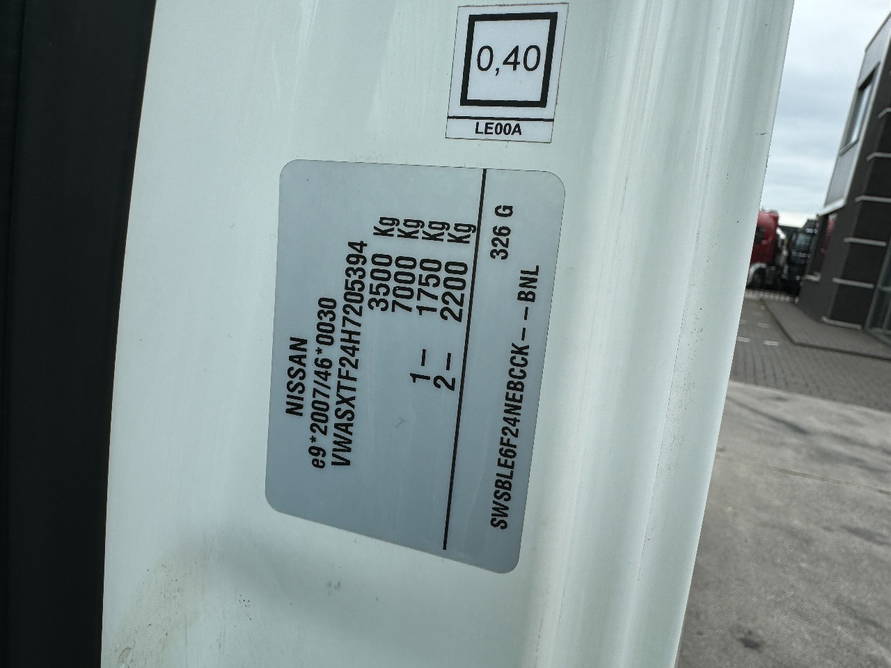 0,40
LE00A
NISSAN
e9*2007/46*0030
VWASXTF24H7205394
3500 Kg
7000 Kg
1 – 1750 Kg
2 – 2200 Kg
326 G
SWSBLE6F24NEBCCK – – BNL